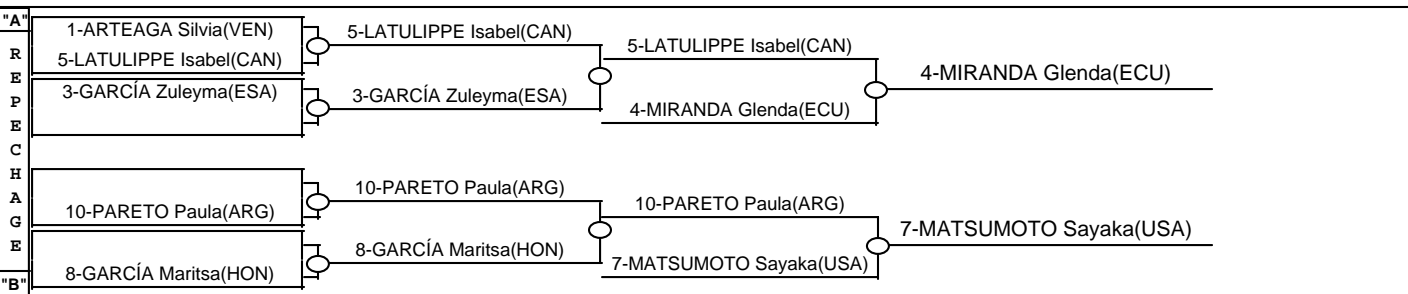 "A"
REPECHAGE
"B"
1-ARTEAGA Silvia(VEN)
5-LATULIPPE Isabel(CAN)
3-GARCÍA Zuleyma(ESA)
10-PARETO Paula(ARG)
8-GARCÍA Maritsa(HON)
5-LATULIPPE Isabel(CAN)
3-GARCÍA Zuleyma(ESA)
10-PARETO Paula(ARG)
8-GARCÍA Maritsa(HON)
5-LATULIPPE Isabel(CAN)
4-MIRANDA Glenda(ECU)
10-PARETO Paula(ARG)
7-MATSUMOTO Sayaka(USA)
4-MIRANDA Glenda(ECU)
7-MATSUMOTO Sayaka(USA)